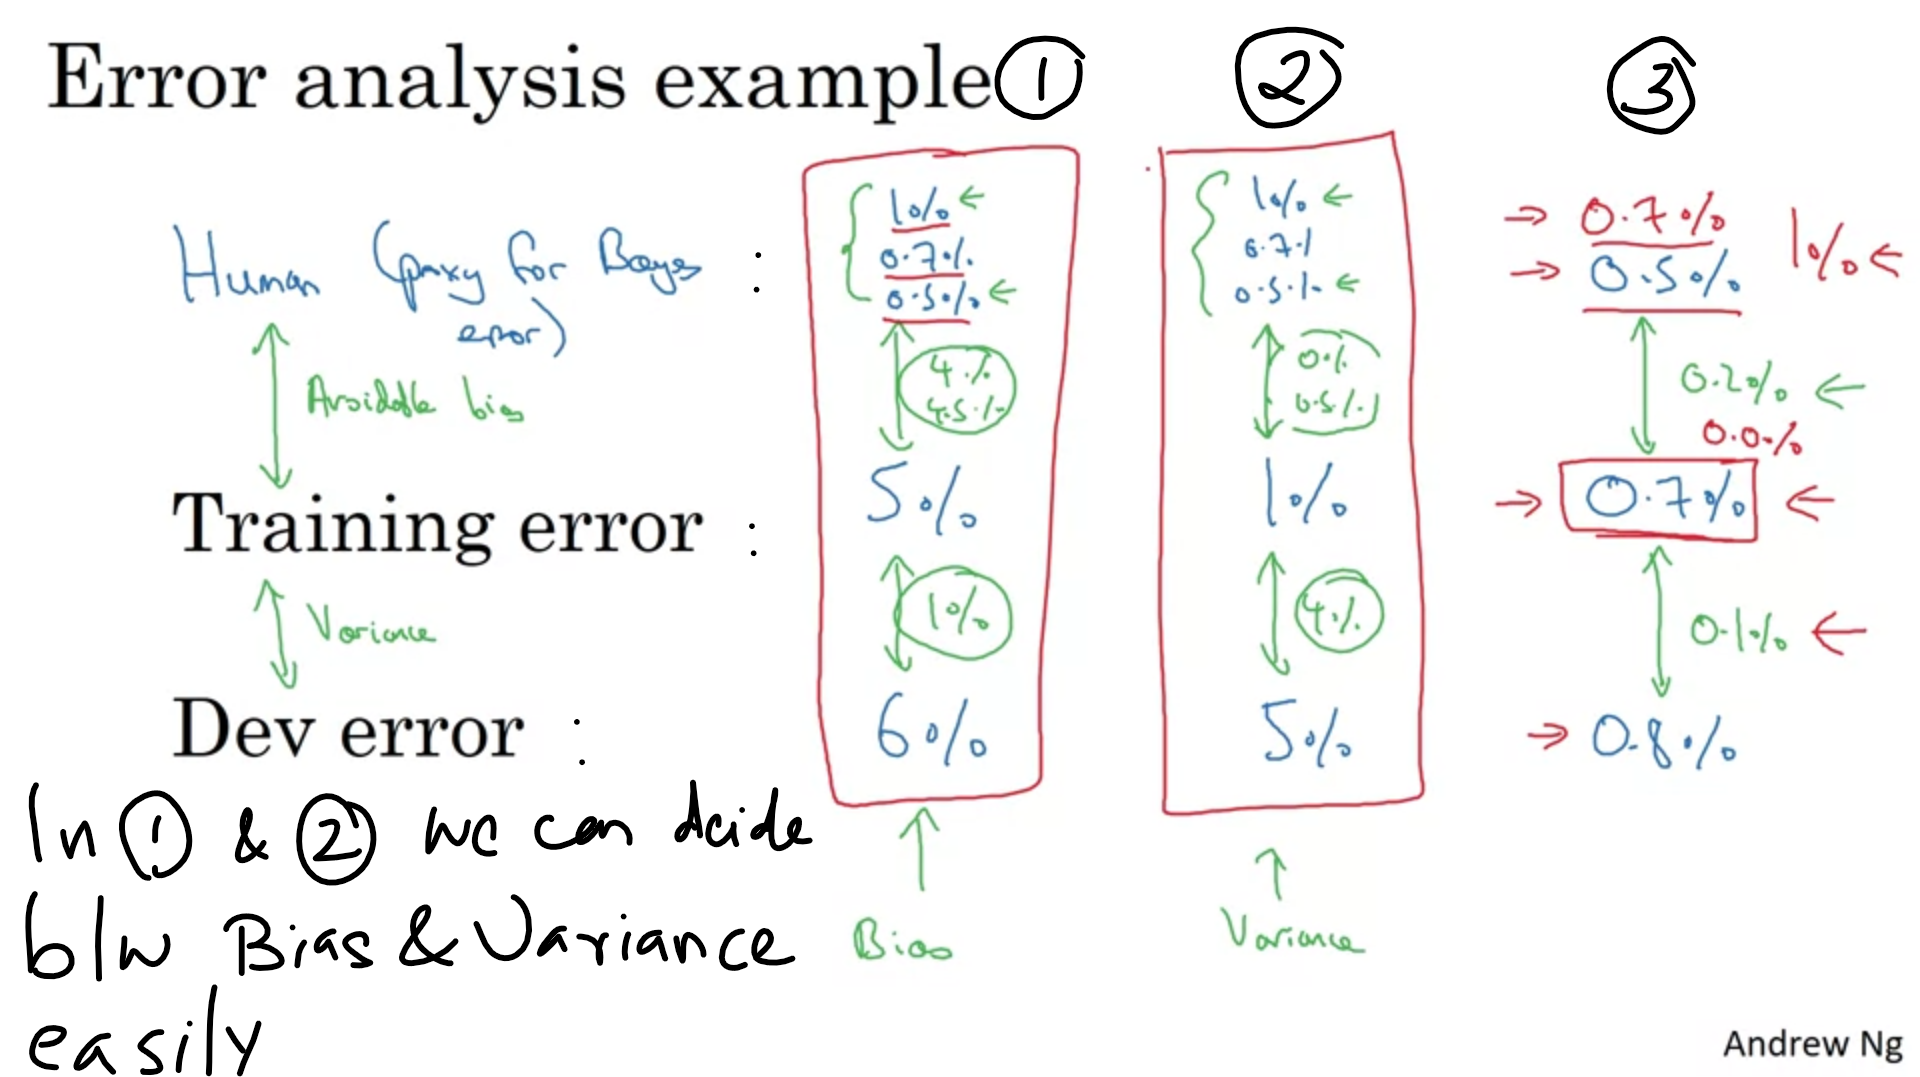 Error analysis example ① ② ③
1% ← 1% ← → 0.7% 1% ←
Human (proxy for Bayes error) : 0.7% 0.7% → 0.5%
0.5% ← 0.5% ←
Avoidable bias 4% 4.5% 0% 0.5% 0.2% ←
0.0%
Training error : 5% 1% → 0.7% ←
Variance 1% 4% 0.1% ←
Dev error : 6% 5% → 0.8%
In ① & ② we can dcide
b/w Bias & Variance
easily
Bias Variance
Andrew Ng